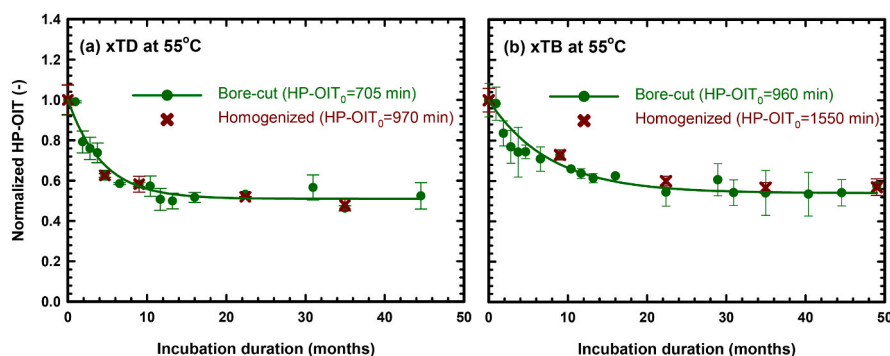 (a) xTD at 55°C
Bore-cut (HP-OIT₀=705 min)
Homogenized (HP-OIT₀=970 min)
Normalized HP-OIT (-)
1.4
1.2
1.0
0.8
0.6
0.4
0.2
0.0
0 10 20 30 40 50
Incubation duration (months)
(b) xTB at 55°C
Bore-cut (HP-OIT₀=960 min)
Homogenized (HP-OIT₀=1550 min)
0 10 20 30 40 50
Incubation duration (months)